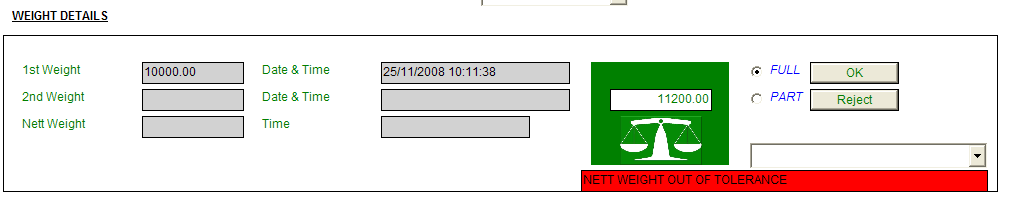 WEIGHT DETAILS
1st Weight 10000.00 Date & Time 25/11/2008 10:11:38 FULL OK
2nd Weight Date & Time 11200.00 PART Reject
Nett Weight Time
NETT WEIGHT OUT OF TOLERANCE